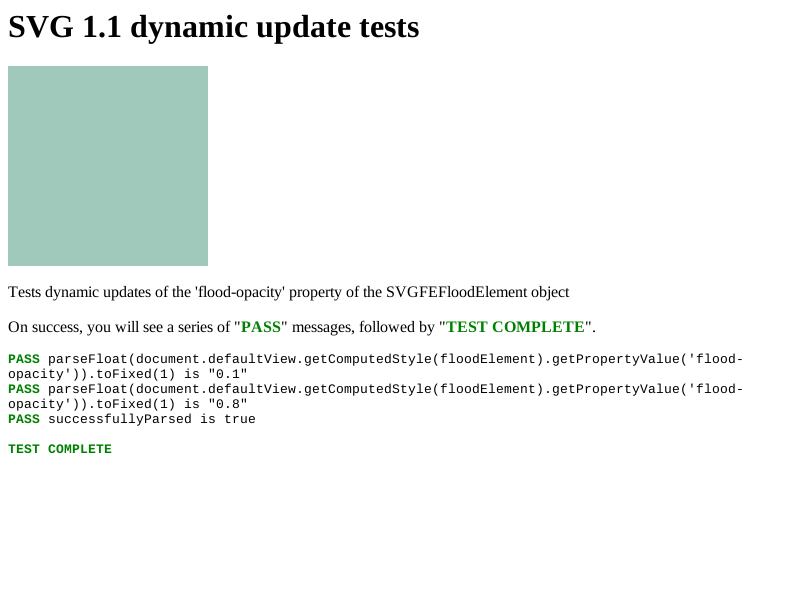 SVG 1.1 dynamic update tests
Tests dynamic updates of the 'flood-opacity' property of the SVGFEFloodElement object
On success, you will see a series of "PASS" messages, followed by "TEST COMPLETE".
PASS parseFloat(document.defaultView.getComputedStyle(floodElement).getPropertyValue('flood-
opacity')).toFixed(1) is "0.1"
PASS parseFloat(document.defaultView.getComputedStyle(floodElement).getPropertyValue('flood-
opacity')).toFixed(1) is "0.8"
PASS successfullyParsed is true
TEST COMPLETE